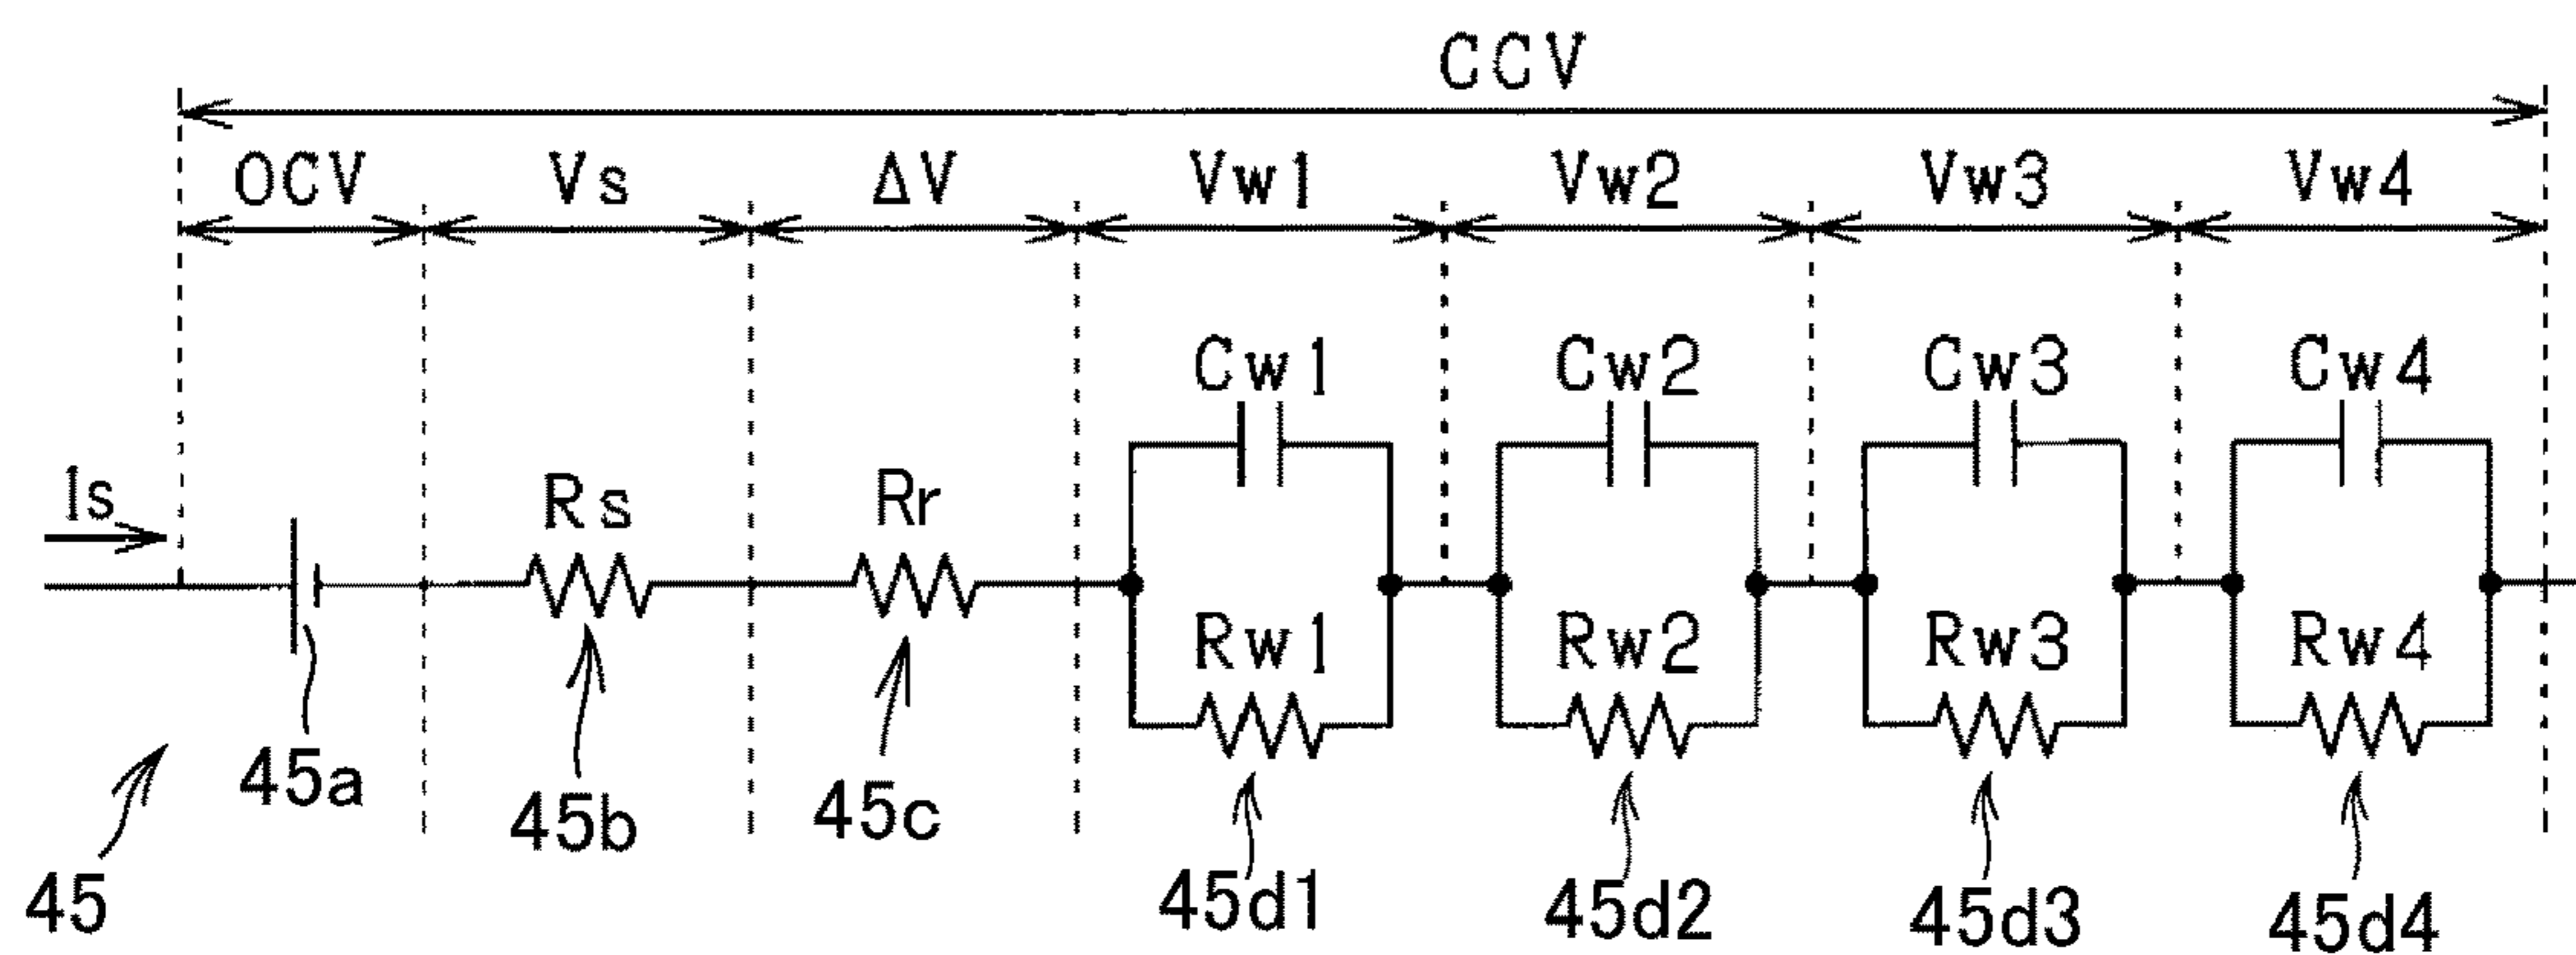 CCV
OCV Vs ΔV Vw1 Vw2 Vw3 Vw4
Cw1 Cw2 Cw3 Cw4
Is Rs Rr
Rw1 Rw2 Rw3 Rw4
45a 45b 45c
45 45d1 45d2 45d3 45d4